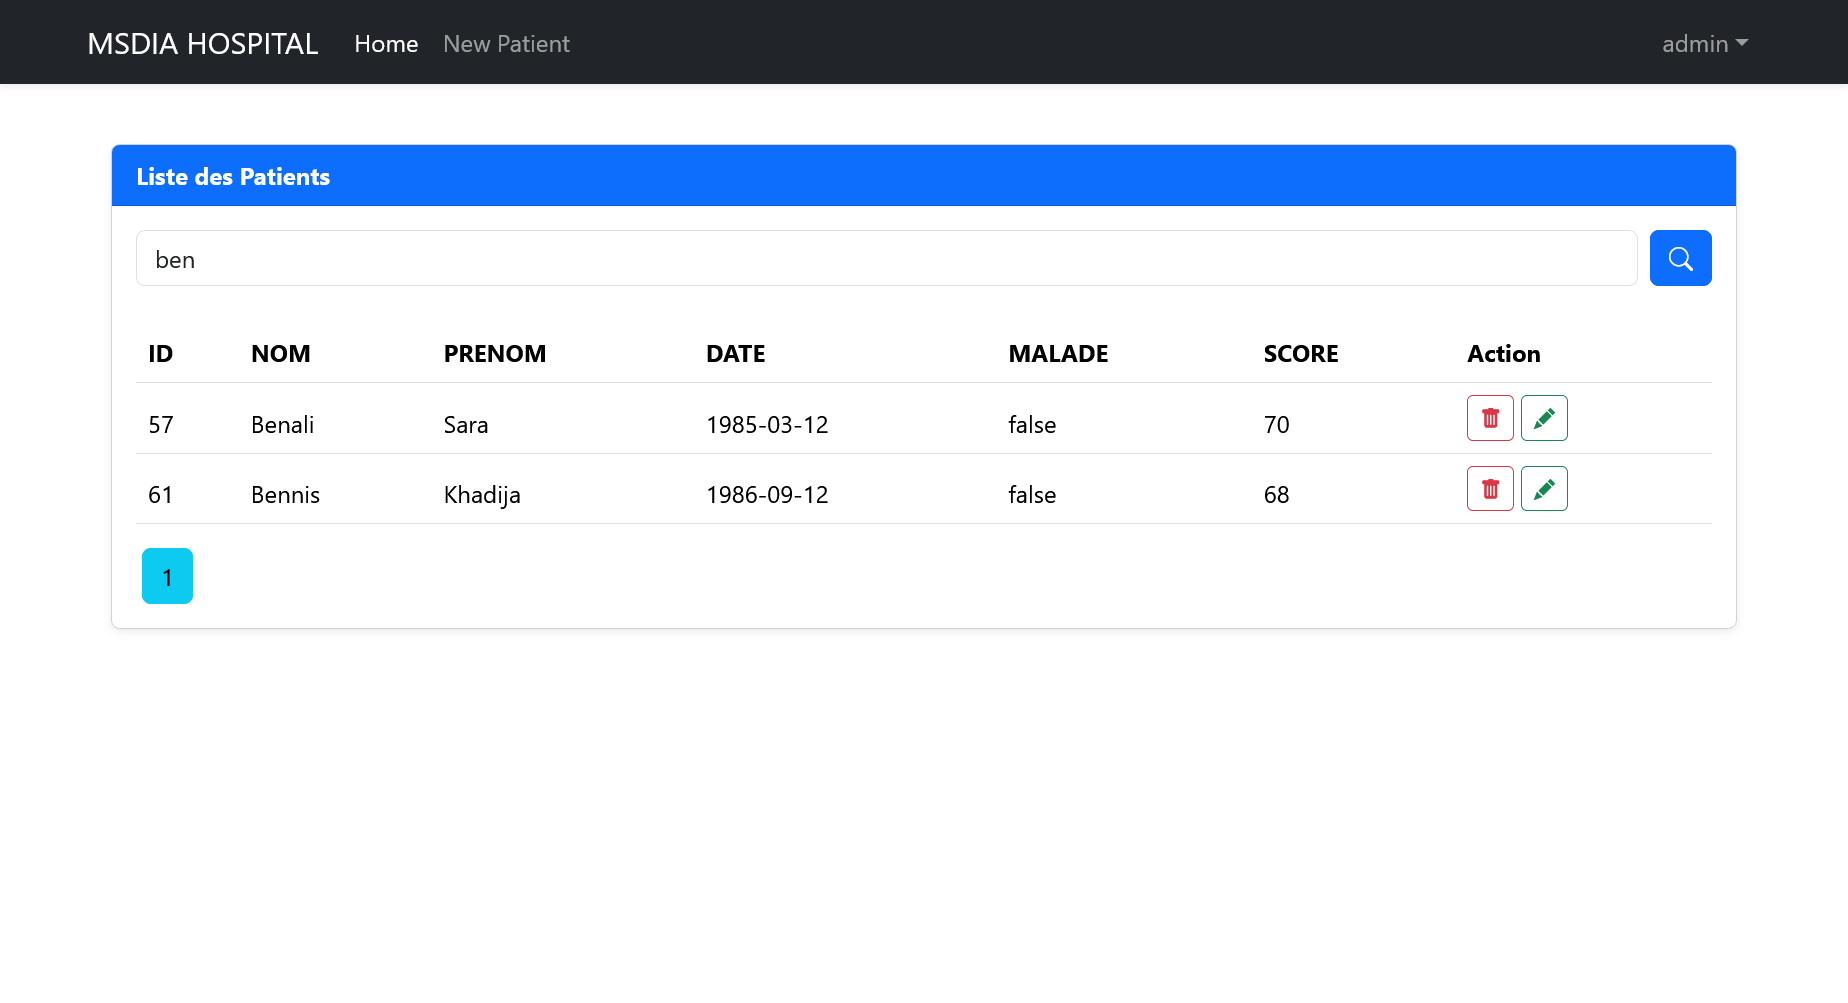 MSDIA HOSPITAL Home New Patient admin
Liste des Patients
ben
ID NOM PRENOM DATE MALADE SCORE Action
57 Benali Sara 1985-03-12 false 70
61 Bennis Khadija 1986-09-12 false 68
1